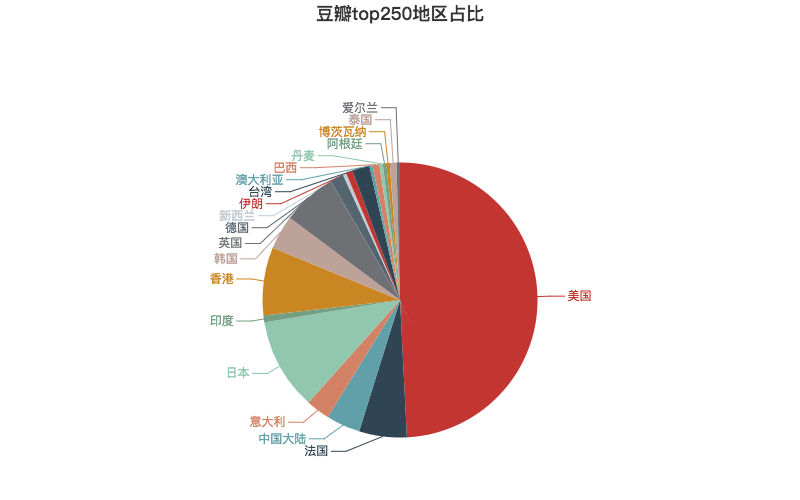 豆瓣top250地区占比
爱尔兰
泰国
博茨瓦纳
阿根廷
丹麦
巴西
澳大利亚
台湾
伊朗
新西兰
德国
英国
韩国
香港
印度
日本
意大利
中国大陆
法国
美国